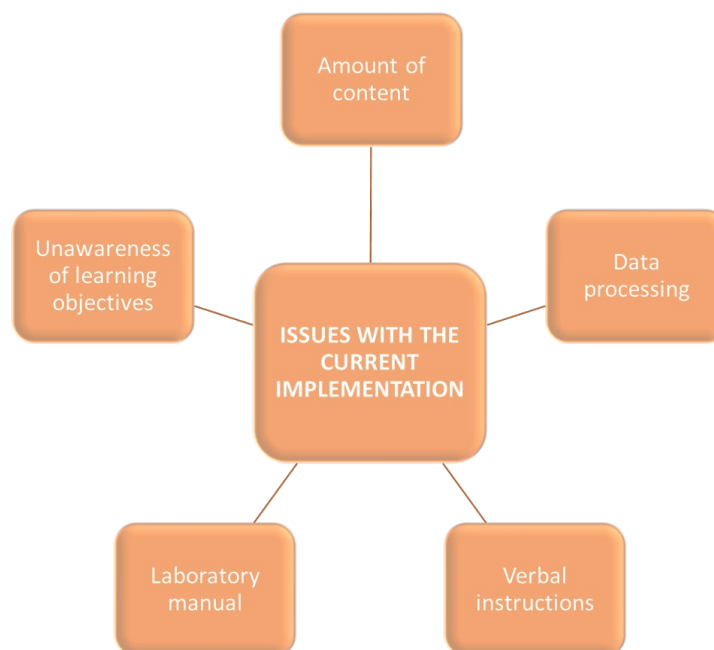 Amount of
content
Unawareness
of learning
objectives
Data
processing
ISSUES WITH THE
CURRENT
IMPLEMENTATION
Laboratory
manual
Verbal
instructions